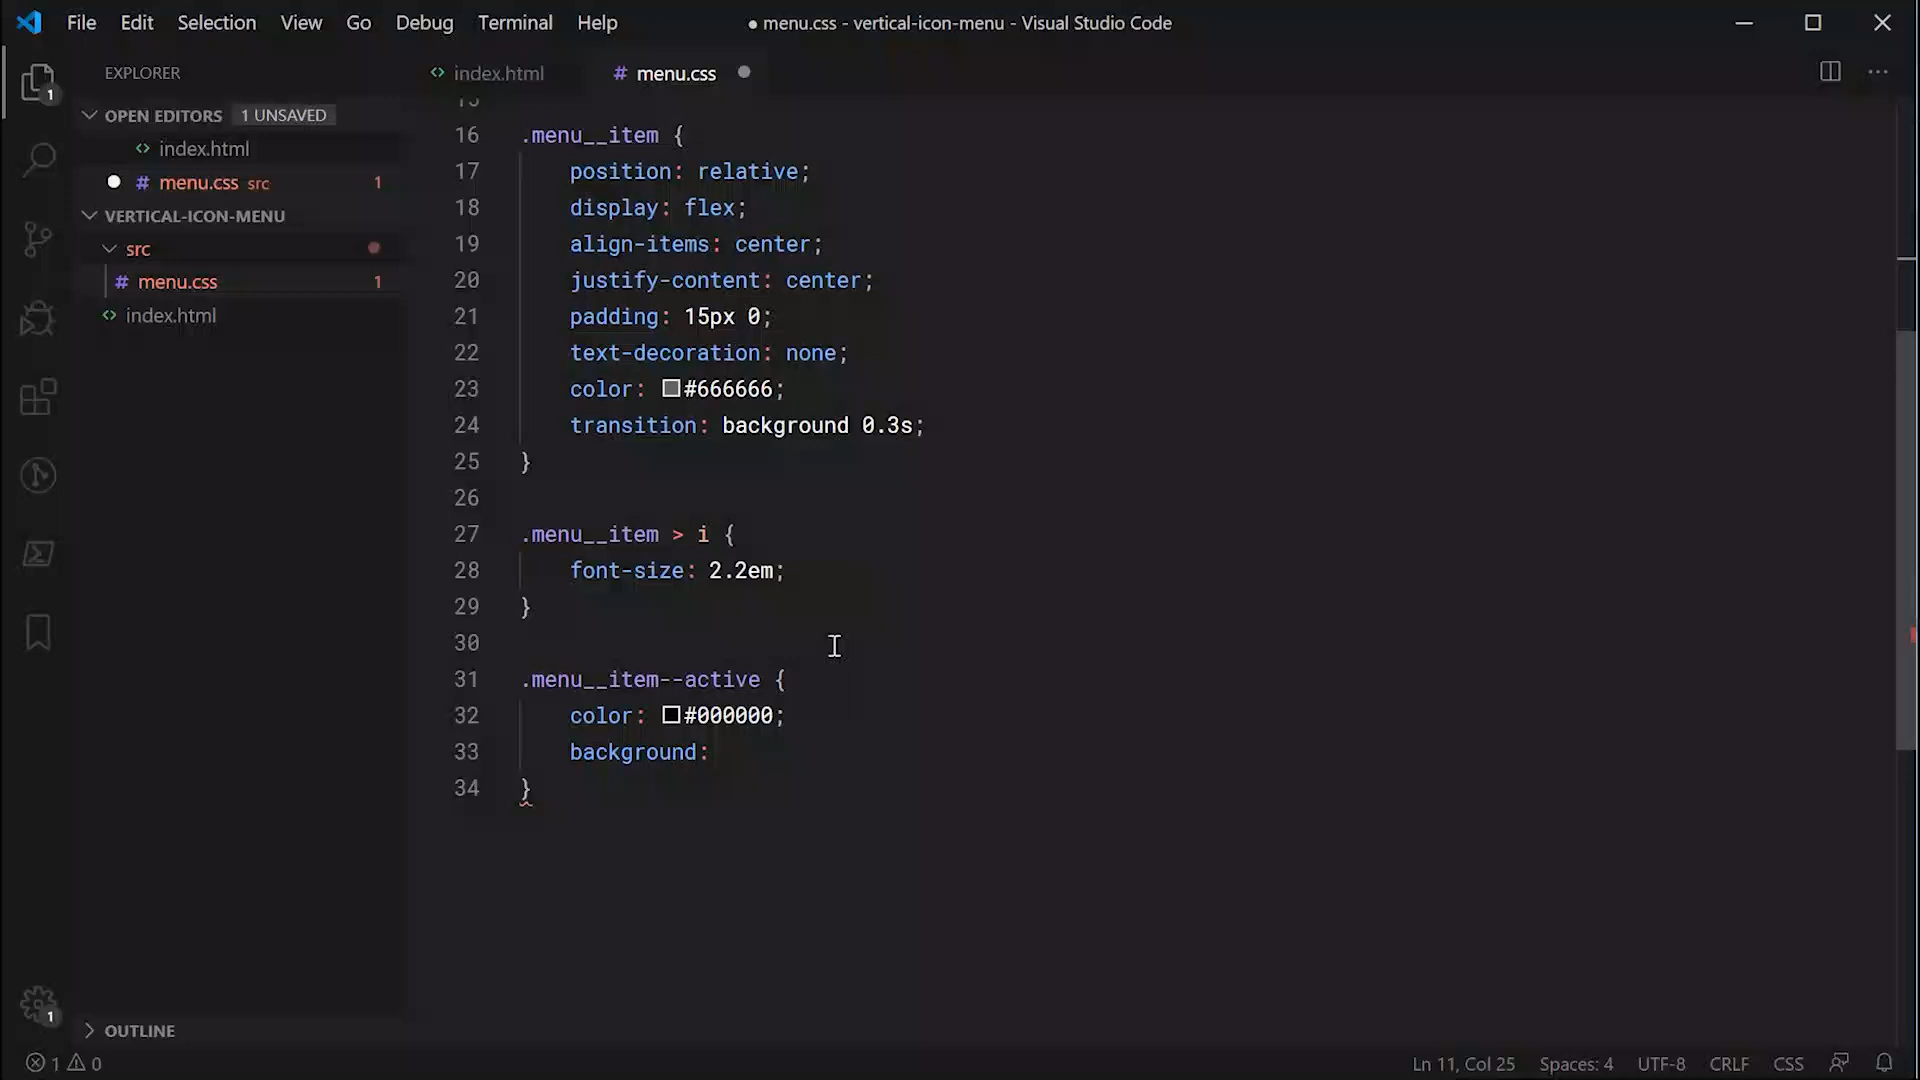 File Edit Selection View Go Debug Terminal Help
● menu.css - vertical-icon-menu - Visual Studio Code
EXPLORER
1
OPEN EDITORS 1 UNSAVED
index.html
# menu.css src 1
VERTICAL-ICON-MENU
src
# menu.css 1
index.html
1
OUTLINE
index.html
# menu.css
15
16 .menu__item {
17 position: relative;
18 display: flex;
19 align-items: center;
20 justify-content: center;
21 padding: 15px 0;
22 text-decoration: none;
23 color: #666666;
24 transition: background 0.3s;
25 }
26
27 .menu__item > i {
28 font-size: 2.2em;
29 }
30
31 .menu__item--active {
32 color: #000000;
33 background:
34 }
1 0
Ln 11, Col 25 Spaces: 4 UTF-8 CRLF CSS